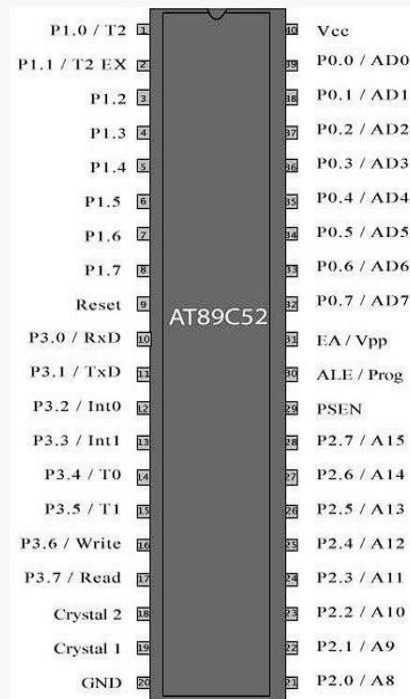 P1.0 / T2 1 40 Vcc
P1.1 / T2 EX 2 39 P0.0 / AD0
P1.2 3 38 P0.1 / AD1
P1.3 4 37 P0.2 / AD2
P1.4 5 36 P0.3 / AD3
P1.5 6 35 P0.4 / AD4
P1.6 7 34 P0.5 / AD5
P1.7 8 33 P0.6 / AD6
Reset 9 32 P0.7 / AD7
AT89C52
P3.0 / RxD 10 31 EA / Vpp
P3.1 / TxD 11 30 ALE / Prog
P3.2 / Int0 12 29 PSEN
P3.3 / Int1 13 28 P2.7 / A15
P3.4 / T0 14 27 P2.6 / A14
P3.5 / T1 15 26 P2.5 / A13
P3.6 / Write 16 25 P2.4 / A12
P3.7 / Read 17 24 P2.3 / A11
Crystal 2 18 23 P2.2 / A10
Crystal 1 19 22 P2.1 / A9
GND 20 21 P2.0 / A8